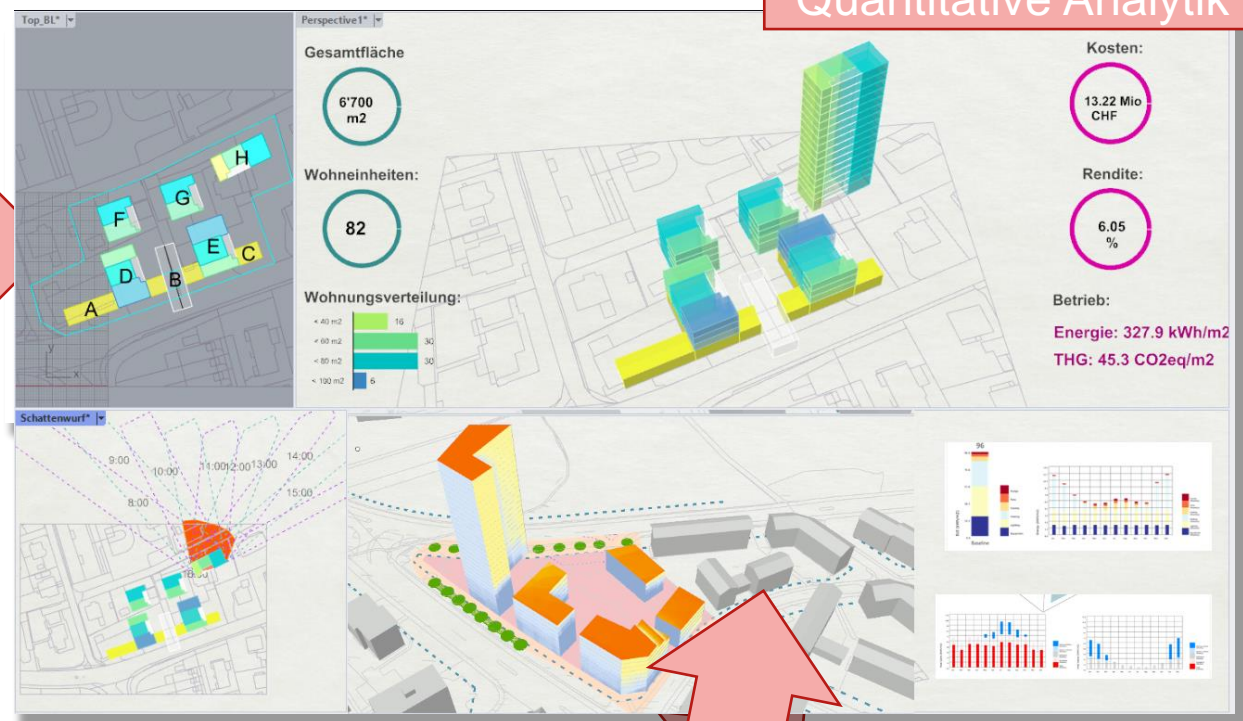 Quantitative Analytik
Top_BL*
Perspective1*
Gesamtfläche
6'700
m2
Wohneinheiten:
82
Wohnungsverteilung:
< 40 m2
16
< 60 m2
30
< 80 m2
30
< 100 m2
6
Kosten:
13.22 Mio
CHF
Rendite:
6.05
%
Betrieb:
Energie: 327.9 kWh/m2
THG: 45.3 CO2eq/m2
A
B
C
D
E
F
G
H
y
x
Schattenwurf*
8:00
9:00
10:00
11:00
12:00
13:00
14:00
15:00
96
Baseline